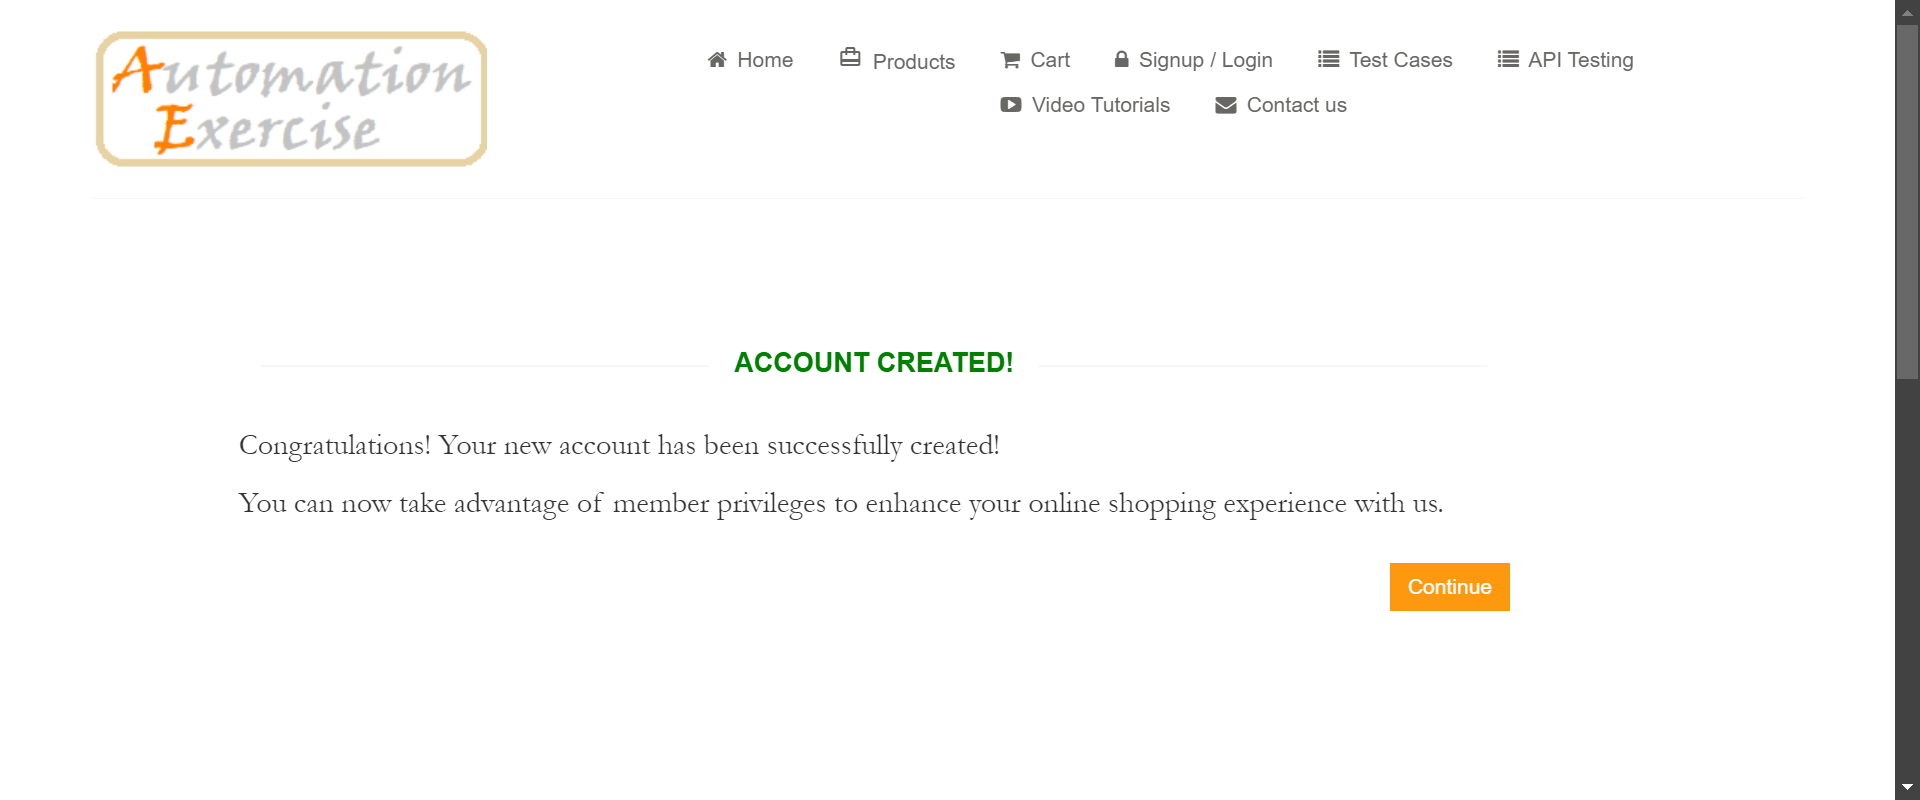 Automation
Exercise
Home Products Cart Signup / Login Test Cases API Testing
Video Tutorials Contact us
ACCOUNT CREATED!
Congratulations! Your new account has been successfully created!
You can now take advantage of member privileges to enhance your online shopping experience with us.
Continue